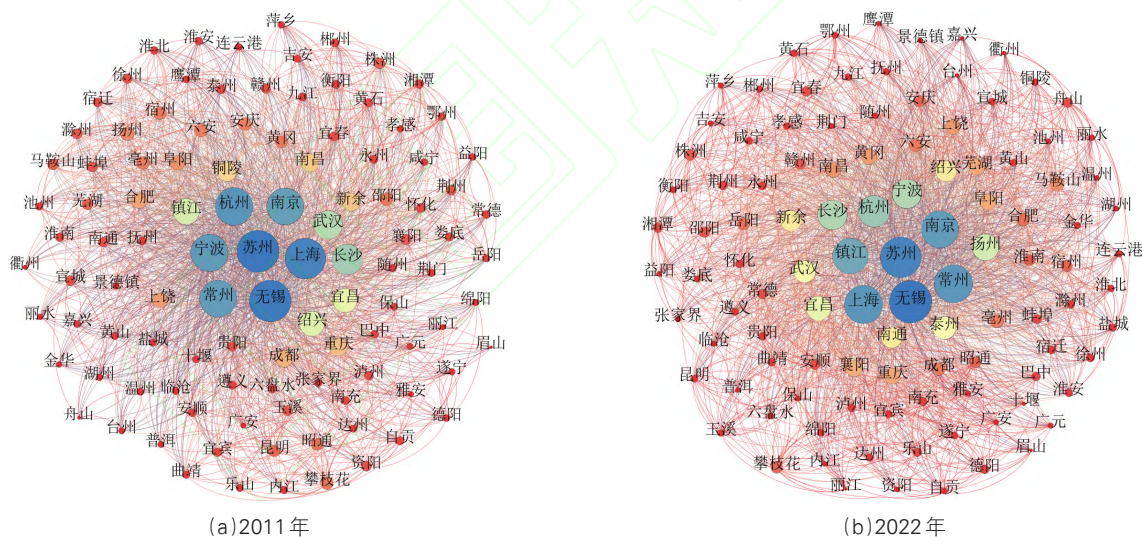 萍乡
淮安
郴州
淮北
连云港
吉安
株洲
徐州
鹰潭
泰州
赣州
衡阳
湘潭
九江
宿迁
宿州
黄石
鄂州
滁州
扬州
六安
安庆
黄冈
宜春
孝感
马鞍山
蚌埠
亳州
阜阳
铜陵
南昌
永州
咸宁
益阳
池州
芜湖
合肥
镇江
杭州
南京
新余
邵阳
荆州
怀化
武汉
常德
淮南
南通
抚州
宁波
苏州
上海
长沙
襄阳
娄底
岳阳
衢州
宣城
景德镇
随州
荆门
丽水
嘉兴
上饶
常州
无锡
宜昌
保山
绵阳
黄山
盐城
绍兴
巴中
丽江
金华
十堰
贵阳
重庆
广元
眉山
湖州
成都
温州
临沧
遵义
六盘水
张家界
泸州
遂宁
舟山
台州
安顺
玉溪
南充
雅安
普洱
广安
达州
德阳
曲靖
宜宾
昆明
昭通
自贡
乐山
内江
攀枝花
资阳
(a)2011年
鹰潭
鄂州
景德镇
嘉兴
黄石
衢州
萍乡
郴州
九江
抚州
台州
铜陵
宜春
安庆
宣城
舟山
吉安
孝感
荆门
随州
上饶
咸宁
六安
池州
丽水
株洲
赣州
南昌
黄冈
绍兴
芜湖
黄山
衡阳
荆州
永州
宁波
马鞍山
温州
湘潭
邵阳
岳阳
新余
长沙
杭州
阜阳
合肥
金华
湖州
南京
扬州
连云港
益阳
娄底
怀化
武汉
镇江
苏州
淮南
宿州
淮北
张家界
遵义
常德
宜昌
上海
无锡
常州
滁州
临沧
贵阳
南通
泰州
亳州
蚌埠
盐城
昆明
曲靖
安顺
襄阳
重庆
成都
昭通
宿迁
徐州
普洱
保山
南充
雅安
巴中
淮安
六盘水
泸州
宜宾
十堰
玉溪
绵阳
广安
广元
达州
乐山
遂宁
眉山
攀枝花
内江
德阳
丽江
资阳
自贡
(b)2022年